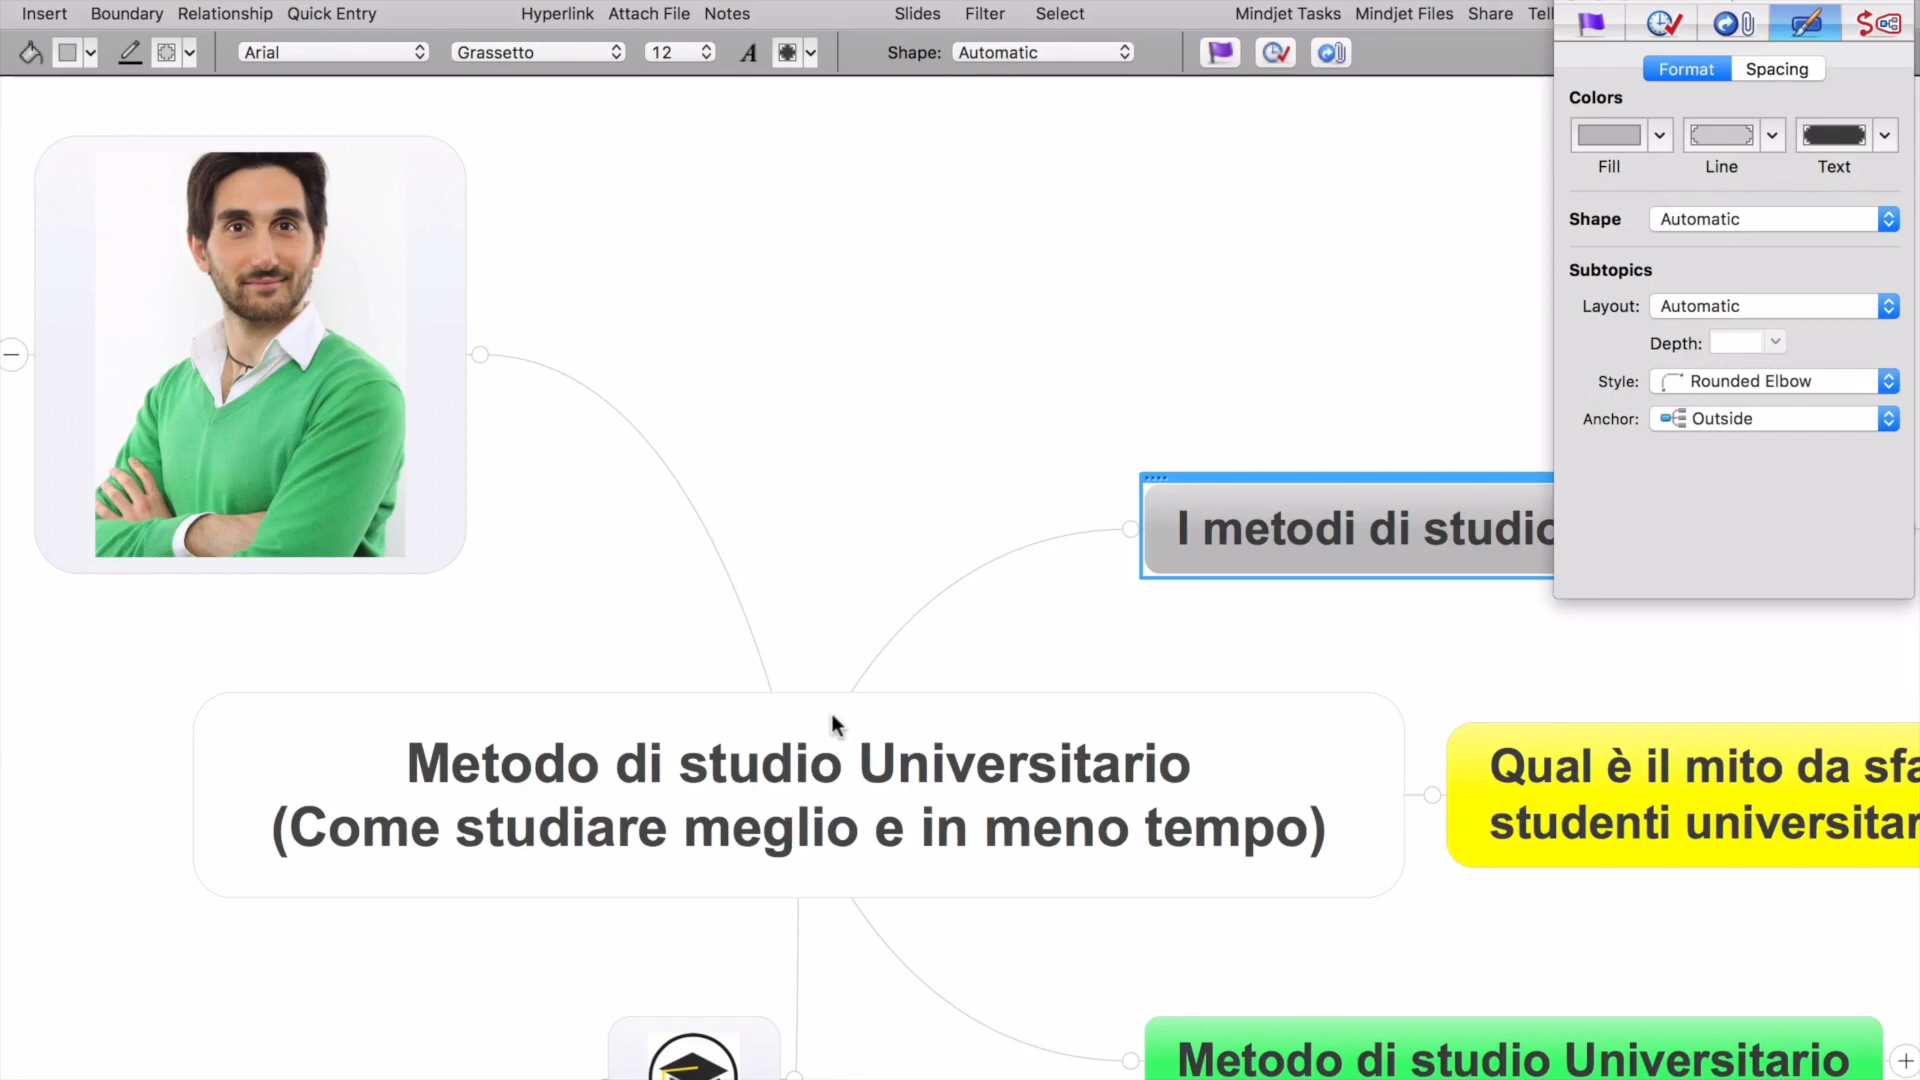 Insert Boundary Relationship Quick Entry Hyperlink Attach File Notes Slides Filter Select Mindjet Tasks Mindjet Files Share Tell
Arial Grassetto 12 A Shape: Automatic
Format Spacing
Colors
Fill Line Text
Shape Automatic
Subtopics
Layout: Automatic
Depth:
Style: Rounded Elbow
Anchor: Outside
I metodi di studio
Metodo di studio Universitario
(Come studiare meglio e in meno tempo)
Qual è il mito da sfa
studenti universitar
Metodo di studio Universitario